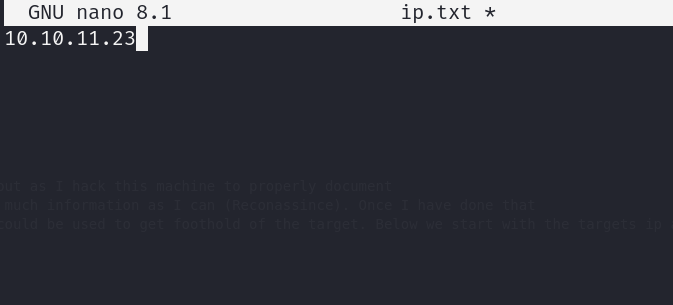 GNU nano 8.1 ip.txt *
10.10.11.23
as I hack this machine to properly document
much information as I can (Reconassince). Once I have done that
could be used to get foothold of the target. Below we start with the targets ip